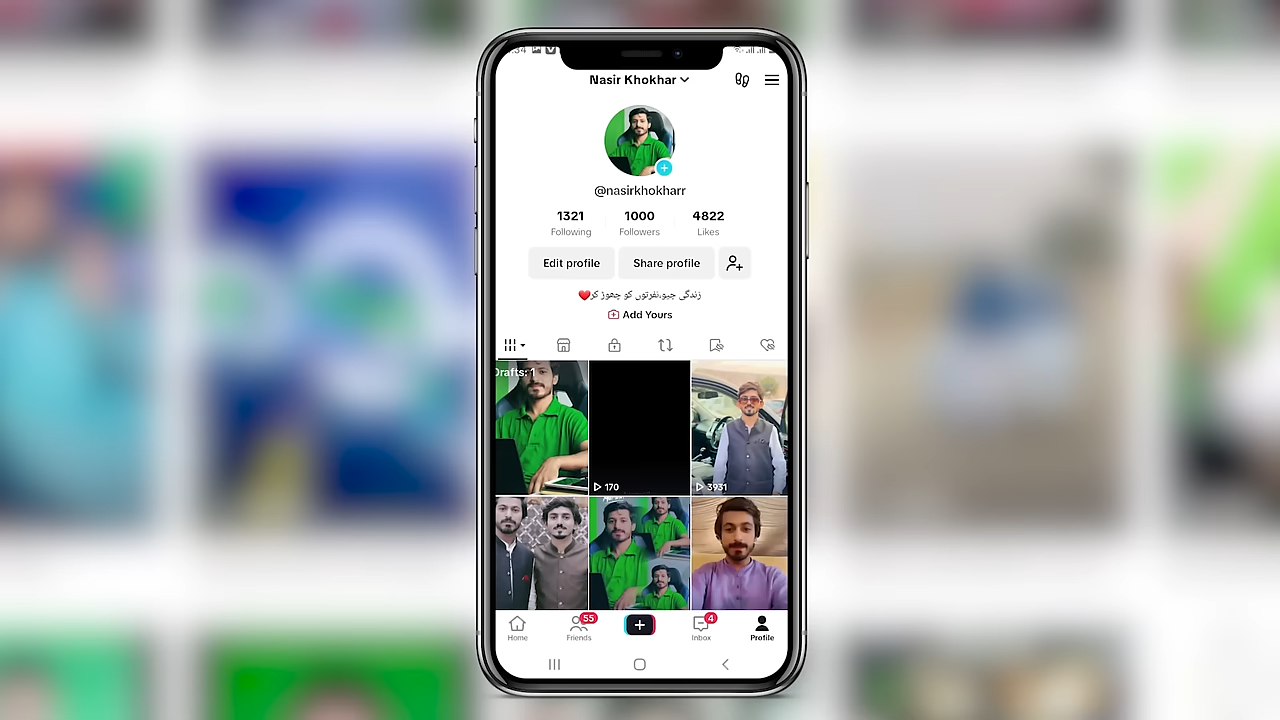 Nasir Khokhar
@nasirkhokharr
1321 1000 4822
Following Followers Likes
Edit profile Share profile
زندگی جیو،نفرتوں کو چھوڑ کر❤️
Add Yours
Drafts: 1
170 3931
55 4
Home Friends Inbox Profile